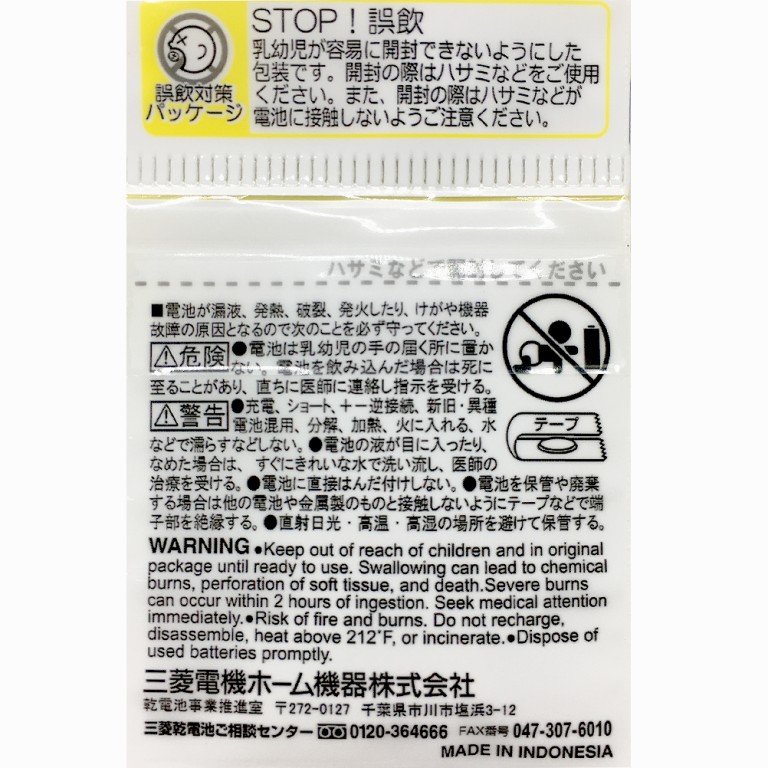 STOP！誤飲
乳幼児が容易に開封できないようにした
包装です。開封の際はハサミなどをご使用
ください。また、開封の際はハサミなどが
電池に接触しないようご注意ください。
誤飲対策
パッケージ
ハサミなどで開封してください
■電池が漏液、発熱、破裂、発火したり、けがや機器
故障の原因となるので次のことを必ず守ってください。
⚠危険 ●電池は乳幼児の手の届く所に置か
ない。電池を飲み込んだ場合は死に
至ることがあり、直ちに医師に連絡し指示を受ける。
⚠警告 ●充電、ショート、＋－逆接続、新旧・異種
電池混用、分解、加熱、火に入れる、水
などで濡らすなどしない。●電池の液が目に入ったり、
なめた場合は、すぐにきれいな水で洗い流し、医師の
治療を受ける。●電池に直接はんだ付けしない。●電池を保管や廃棄
する場合は他の電池や金属製のものと接触しないようにテープなどで端
子部を絶縁する。●直射日光・高温・高湿の場所を避けて保管する。
テープ
WARNING ●Keep out of reach of children and in original
package until ready to use. Swallowing can lead to chemical
burns, perforation of soft tissue, and death.Severe burns
can occur within 2 hours of ingestion. Seek medical attention
immediately.●Risk of fire and burns. Do not recharge,
disassemble, heat above 212˚F, or incinerate.●Dispose of
used batteries promptly.
三菱電機ホーム機器株式会社
乾電池事業推進室 〒272-0127 千葉県市川市塩浜3-12
三菱乾電池ご相談センター 0120-364666 FAX番号 047-307-6010
MADE IN INDONESIA